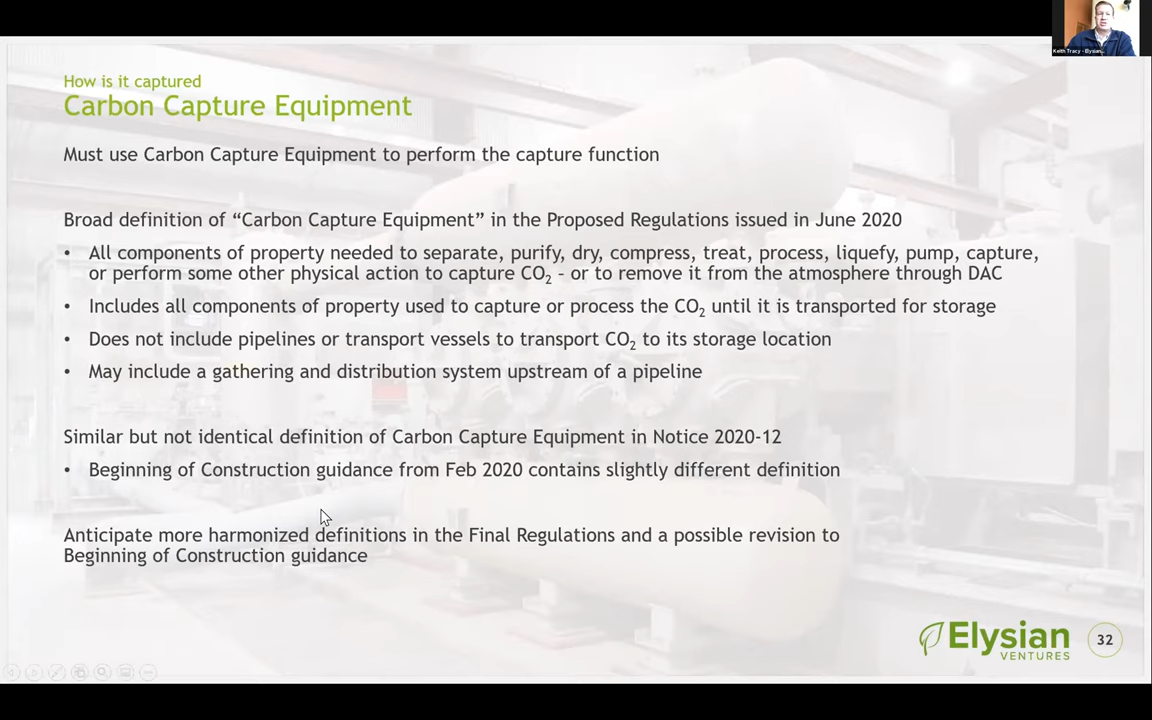 Keith Tracy - Elysian...
How is it captured
Carbon Capture Equipment
Must use Carbon Capture Equipment to perform the capture function
Broad definition of “Carbon Capture Equipment” in the Proposed Regulations issued in June 2020
• All components of property needed to separate, purify, dry, compress, treat, process, liquefy, pump, capture,
or perform some other physical action to capture CO₂ – or to remove it from the atmosphere through DAC
• Includes all components of property used to capture or process the CO₂ until it is transported for storage
• Does not include pipelines or transport vessels to transport CO₂ to its storage location
• May include a gathering and distribution system upstream of a pipeline
Similar but not identical definition of Carbon Capture Equipment in Notice 2020-12
• Beginning of Construction guidance from Feb 2020 contains slightly different definition
Anticipate more harmonized definitions in the Final Regulations and a possible revision to
Beginning of Construction guidance
Elysian
VENTURES
32